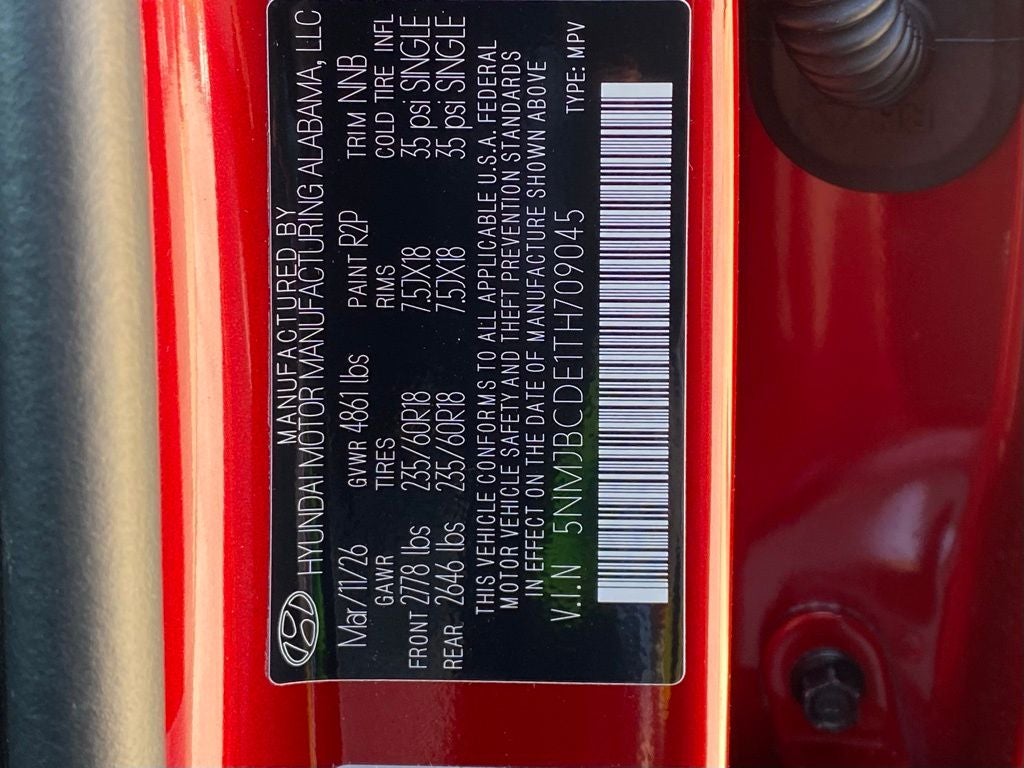 MANUFACTURED BY
HYUNDAI MOTOR MANUFACTURING ALABAMA, LLC
Mar/11/26 GVWR 4861 lbs PAINT R2P TRIM NNB
GAWR TIRES RIMS COLD TIRE INFL
FRONT 2778 lbs 235/60R18 7.5JX18 35 psi SINGLE
REAR 2646 lbs 235/60R18 7.5JX18 35 psi SINGLE
THIS VEHICLE CONFORMS TO ALL APPLICABLE U.S.A. FEDERAL
MOTOR VEHICLE SAFETY AND THEFT PREVENTION STANDARDS
IN EFFECT ON THE DATE OF MANUFACTURE SHOWN ABOVE
V.I.N 5NMJBCDE1TH709045 TYPE: MPV